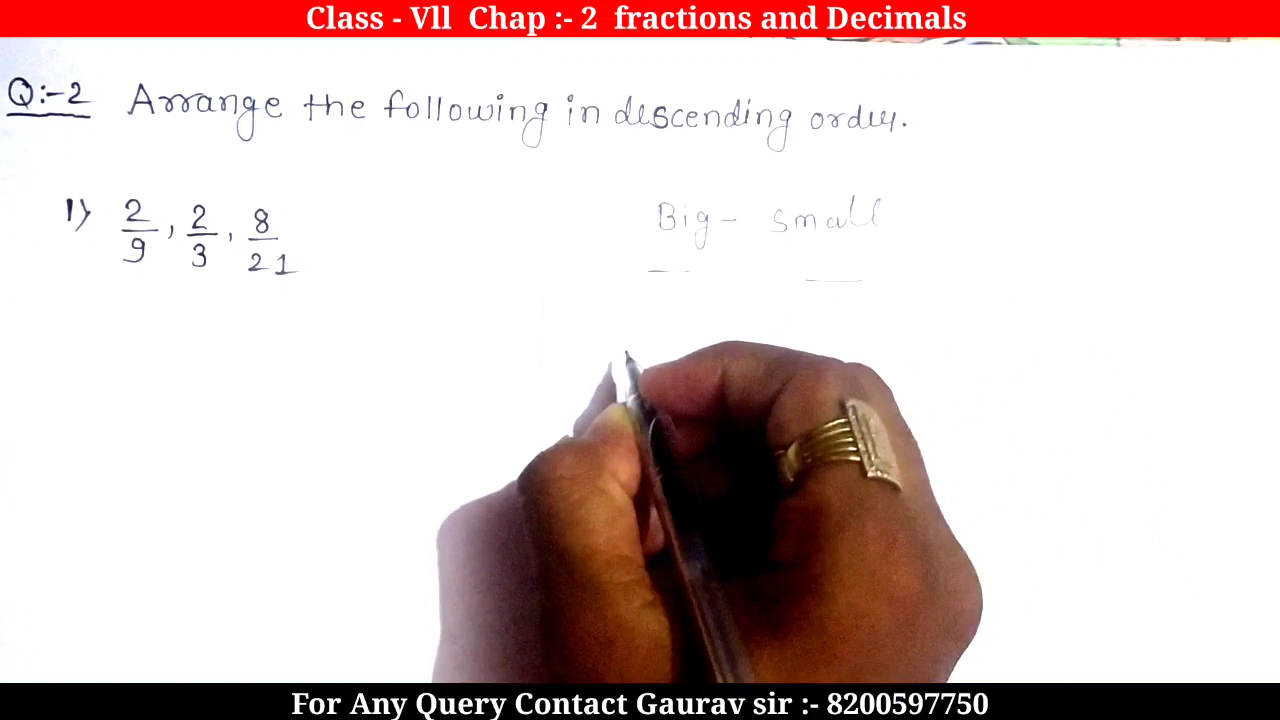 Class - Vll Chap :- 2 fractions and Decimals
Q:-2 Arrange the following in descending order.
1) 2/9, 2/3, 8/21
Big - small
For Any Query Contact Gaurav sir :- 8200597750